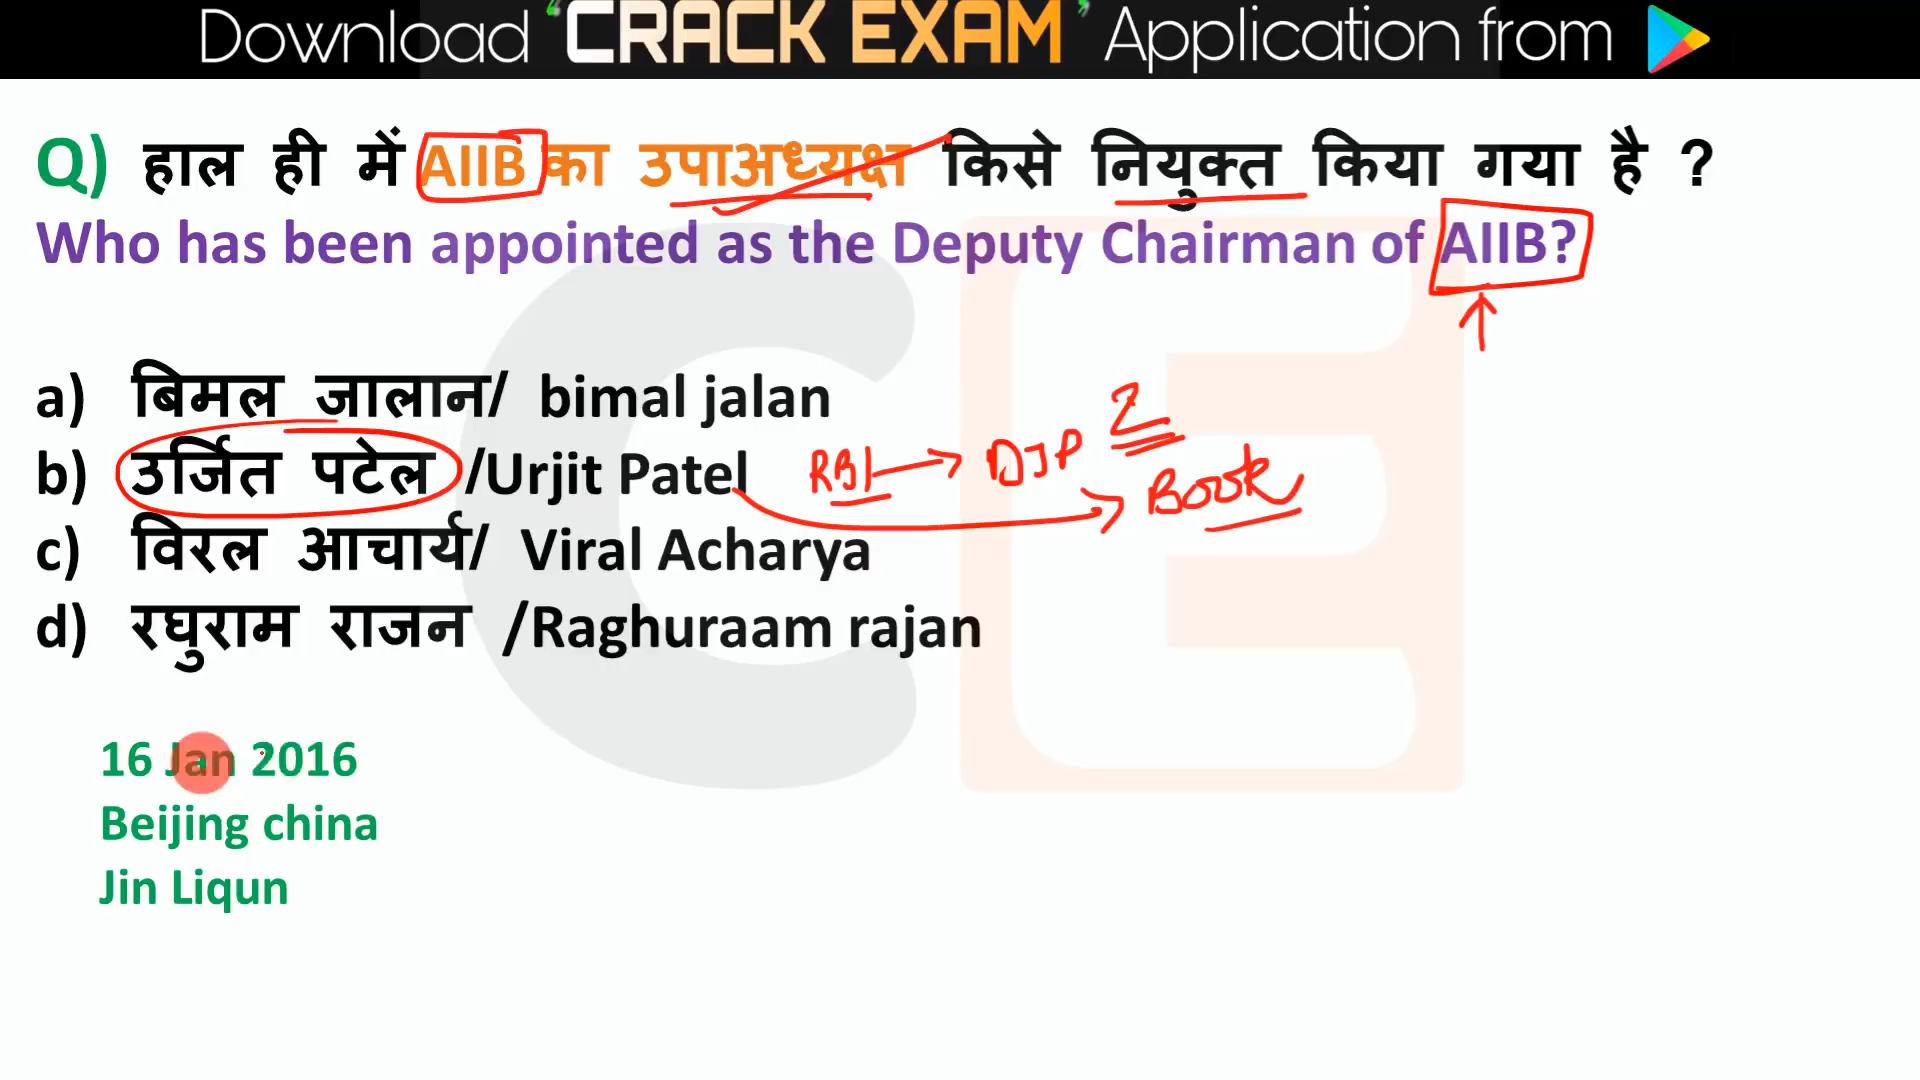 Download “CRACK EXAM” Application from
Q) हाल ही में AIIB का उपाअध्यक्ष किसे नियुक्त किया गया है ?
Who has been appointed as the Deputy Chairman of AIIB?
a) बिमल जालान/ bimal jalan
b) उर्जित पटेल /Urjit Patel RBI → DJP 2
Book
c) विरल आचार्य/ Viral Acharya
d) रघुराम राजन /Raghuraam rajan
16 Jan 2016
Beijing china
Jin Liqun